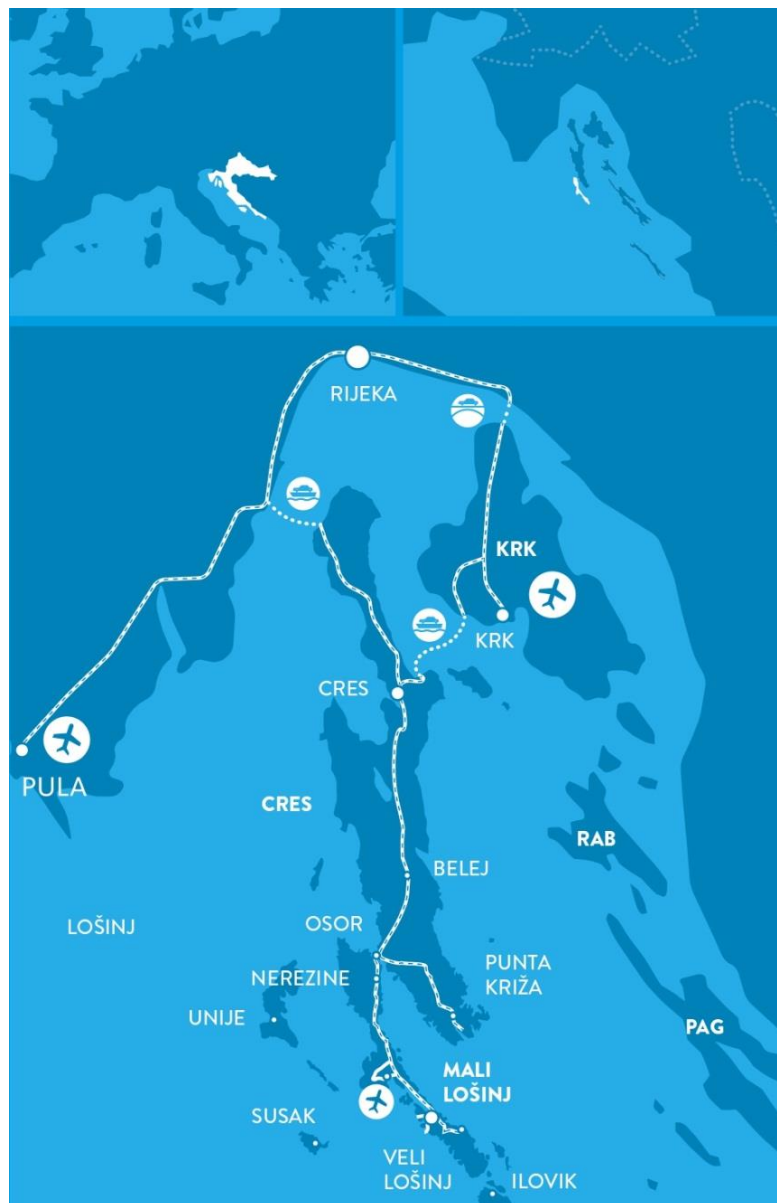 RIJEKA
KRK
KRK
CRES
PULA
CRES
RAB
BELEJ
LOŠINJ
OSOR
PUNTA
KRIŽA
NEREZINE
UNIJE
PAG
MALI
LOŠINJ
SUSAK
VELI
LOŠINJ
ILOVIK